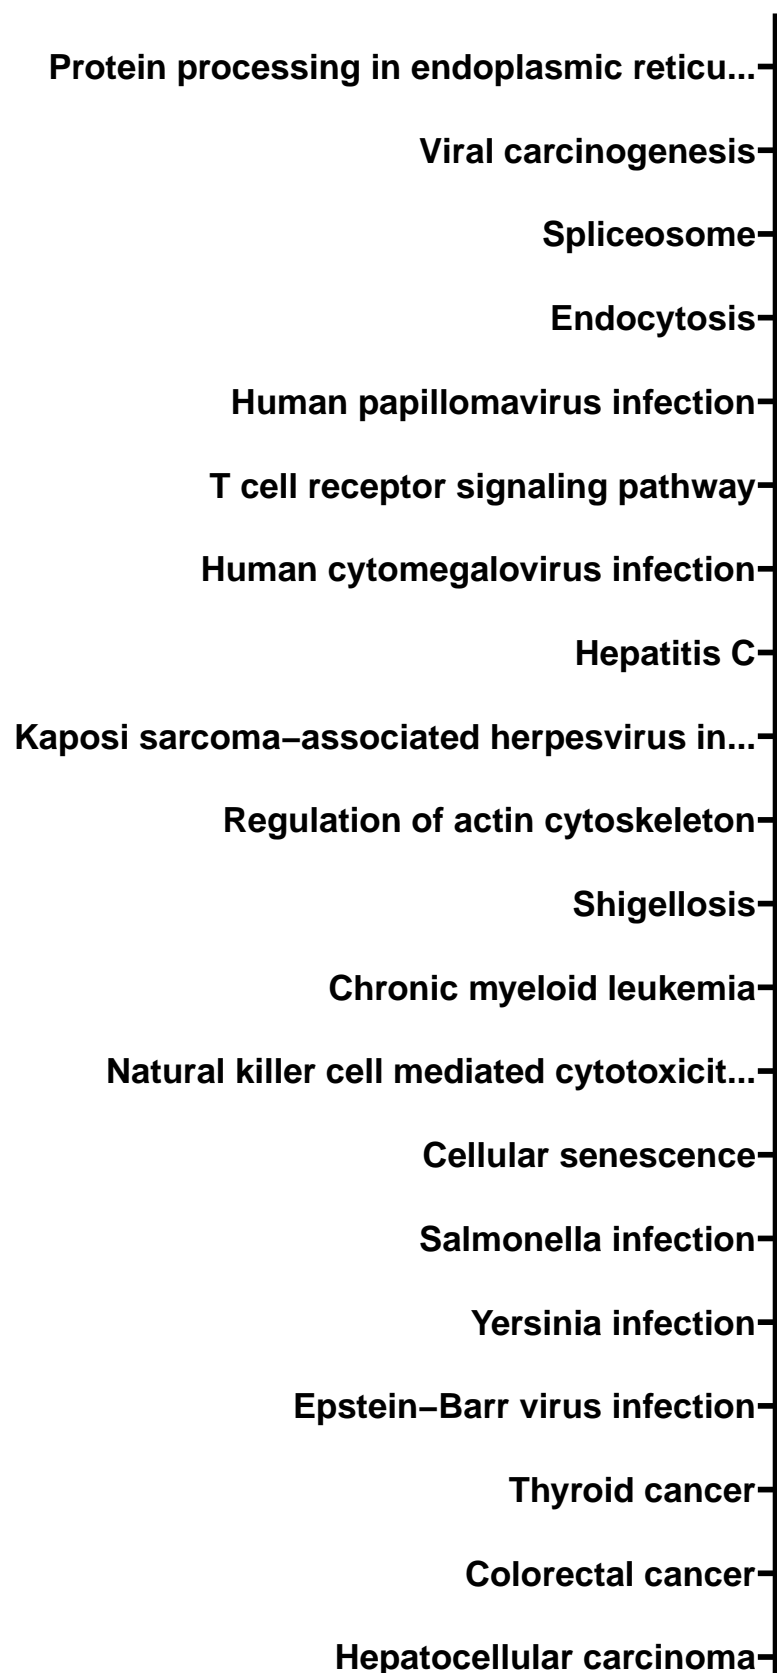 Protein processing in endoplasmic reticu...
Viral carcinogenesis
Spliceosome
Endocytosis
Human papillomavirus infection
T cell receptor signaling pathway
Human cytomegalovirus infection
Hepatitis C
Kaposi sarcoma−associated herpesvirus in...
Regulation of actin cytoskeleton
Shigellosis
Chronic myeloid leukemia
Natural killer cell mediated cytotoxicit...
Cellular senescence
Salmonella infection
Yersinia infection
Epstein−Barr virus infection
Thyroid cancer
Colorectal cancer
Hepatocellular carcinoma